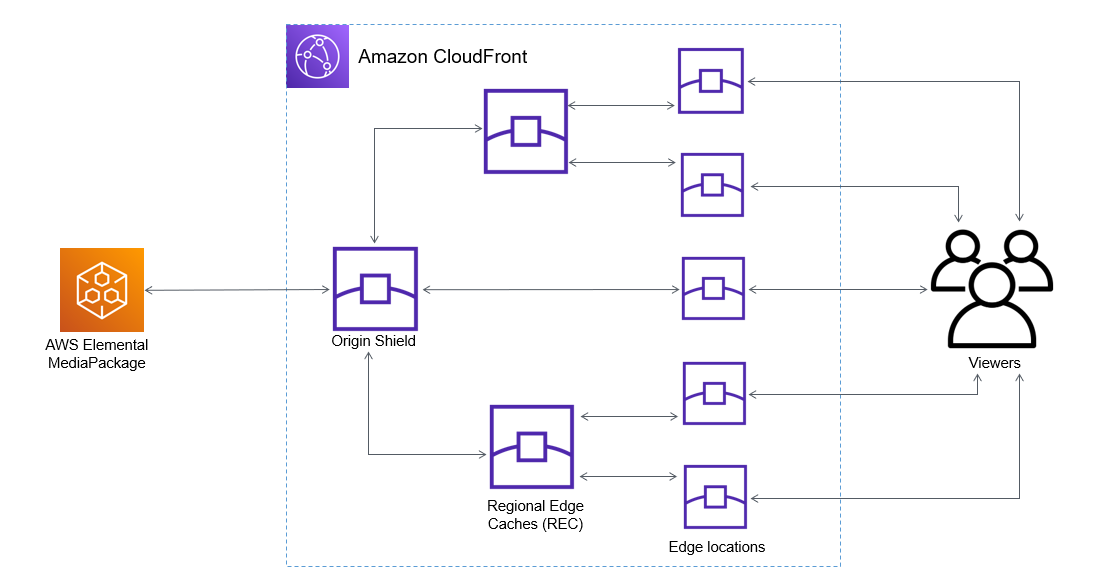 Amazon CloudFront
AWS Elemental
MediaPackage
Origin Shield
Regional Edge
Caches (REC)
Edge locations
Viewers